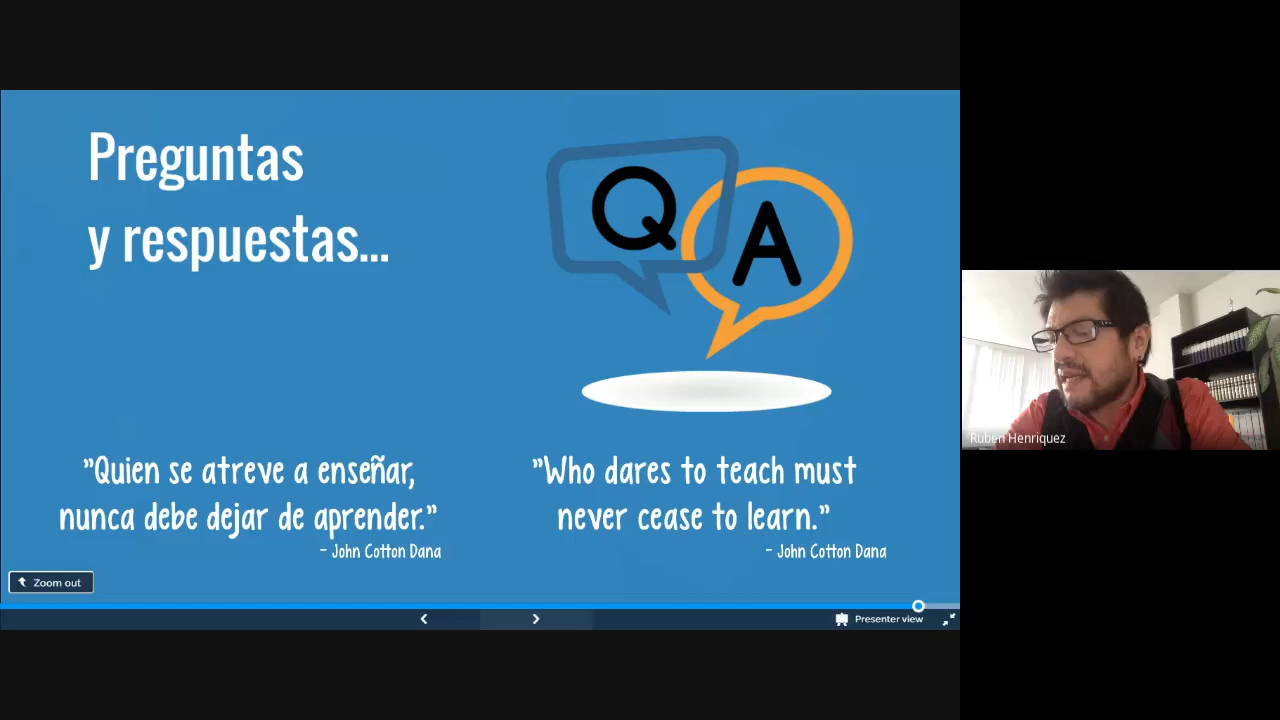 Preguntas
y respuestas...
Q
A
"Quien se atreve a enseñar,
nunca debe dejar de aprender."
- John Cotton Dana
"Who dares to teach must
never cease to learn."
- John Cotton Dana
Zoom out
Presenter view
Ruben Henriquez